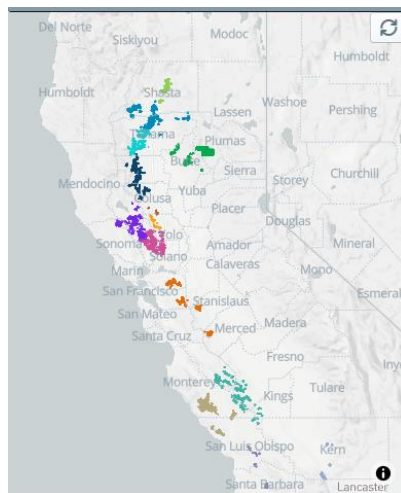 Del Norte
Siskiyou
Modoc
Humboldt
Humboldt
Shasta
Lassen
Washoe
Pershing
Tehama
Plumas
Butte
Mendocino
Sierra
Storey
Churchill
Colusa
Yuba
Placer
Douglas
Sonoma
Yolo
Amador
Mineral
Solano
Marin
Calaveras
Mono
San Francisco
Stanislaus
Esmeral
San Mateo
Merced
Madera
Santa Cruz
Fresno
Iny
Monterey
Kings
Tulare
San Luis Obispo
Kern
Santa Barbara
Lancaster